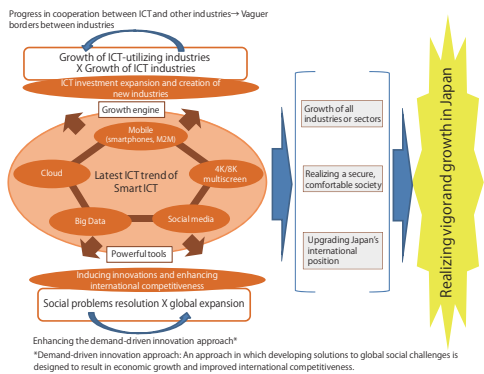 Progress in cooperation between ICT and other industries→ Vaguer
borders between industries
Growth of ICT-utilizing industries
X Growth of ICT industries
ICT investment expansion and creation of
new industries
Growth engine
Mobile
(smartphones, M2M)
Cloud
Latest ICT trend of
Smart ICT
4K/8K
multiscreen
Big Data
Social media
Powerful tools
Inducing innovations and enhancing
international competitiveness
Social problems resolution X global expansion
Enhancing the demand-driven innovation approach*
*Demand-driven innovation approach: An approach in which developing solutions to global social challenges is
designed to result in economic growth and improved international competitiveness.
Growth of all
industries or sectors
Realizing a secure,
comfortable society
Upgrading Japan's
international
position
Realizing vigor and growth in Japan